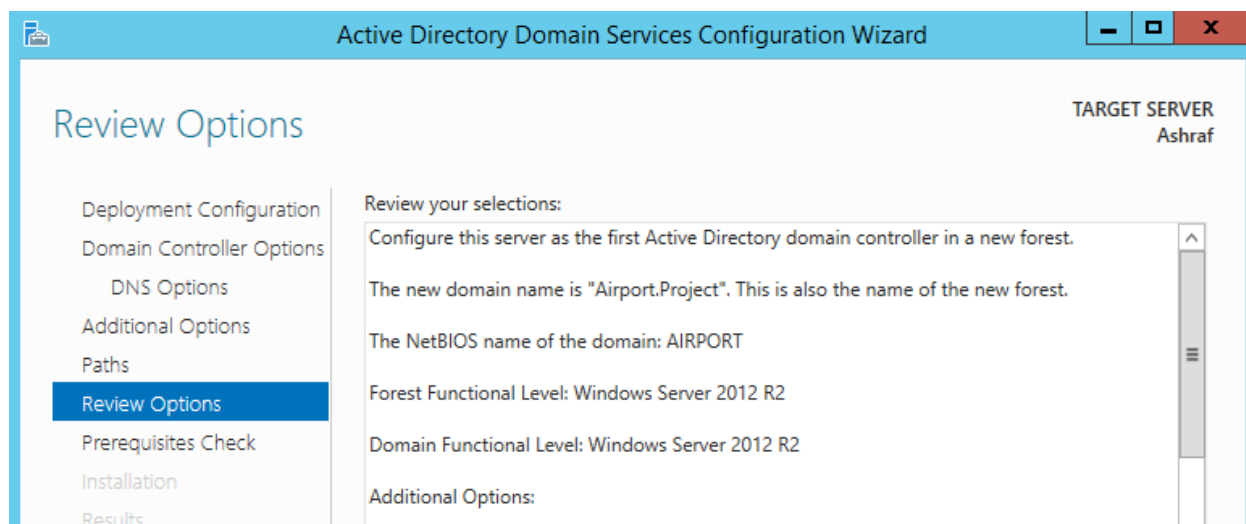 Active Directory Domain Services Configuration Wizard
Review Options
TARGET SERVER
Ashraf
Deployment Configuration
Domain Controller Options
DNS Options
Additional Options
Paths
Review Options
Prerequisites Check
Installation
Results
Review your selections:
Configure this server as the first Active Directory domain controller in a new forest.
The new domain name is "Airport.Project". This is also the name of the new forest.
The NetBIOS name of the domain: AIRPORT
Forest Functional Level: Windows Server 2012 R2
Domain Functional Level: Windows Server 2012 R2
Additional Options: